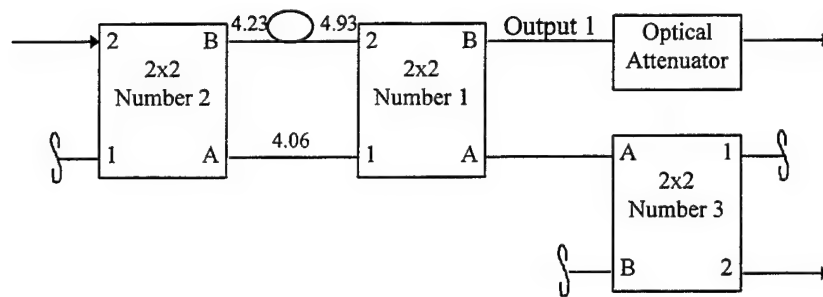 4.23 4.93
2 B 2 B Output 1 Optical
Attenuator
2x2
Number 2
2x2
Number 1
1 A 4.06 1 A A 1
2x2
Number 3
B 2